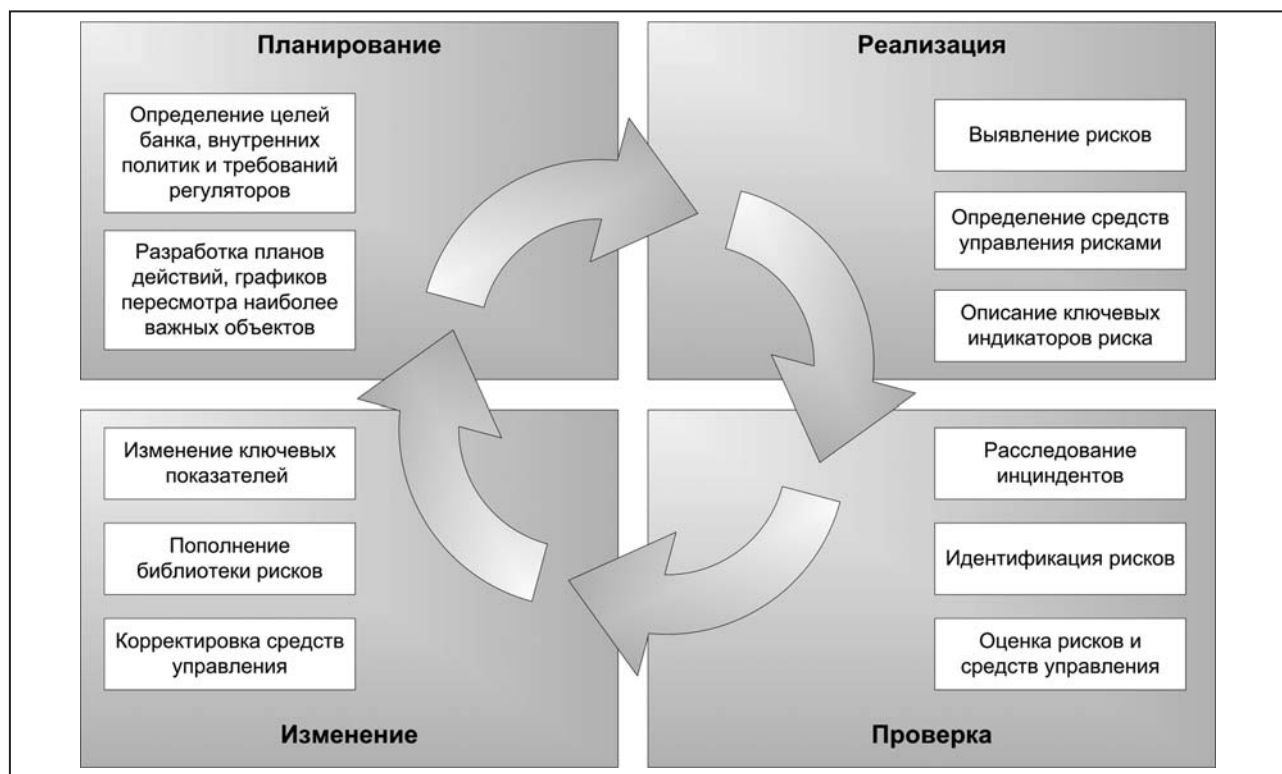 Планирование
Определение целей
банка, внутренних
политик и требований
регуляторов
Разработка планов
действий, графиков
пересмотра наиболее
важных объектов
Реализация
Выявление рисков
Определение средств
управления рисками
Описание ключевых
индикаторов риска
Расследование
инциндентов
Идентификация рисков
Оценка рисков и
средств управления
Проверка
Изменение ключевых
показателей
Пополнение
библиотеки рисков
Корректировка средств
управления
Изменение